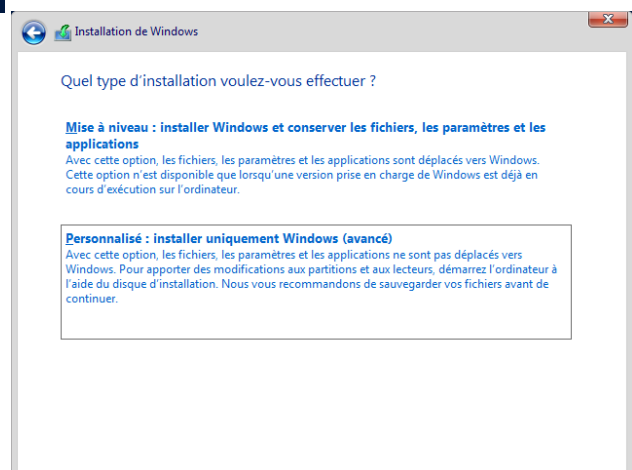 Installation de Windows
Quel type d'installation voulez-vous effectuer ?
Mise à niveau : installer Windows et conserver les fichiers, les paramètres et les
applications
Avec cette option, les fichiers, les paramètres et les applications sont déplacés vers Windows.
Cette option n'est disponible que lorsqu'une version prise en charge de Windows est déjà en
cours d'exécution sur l'ordinateur.
Personnalisé : installer uniquement Windows (avancé)
Avec cette option, les fichiers, les paramètres et les applications ne sont pas déplacés vers
Windows. Pour apporter des modifications aux partitions et aux lecteurs, démarrez l'ordinateur à
l'aide du disque d'installation. Nous vous recommandons de sauvegarder vos fichiers avant de
continuer.